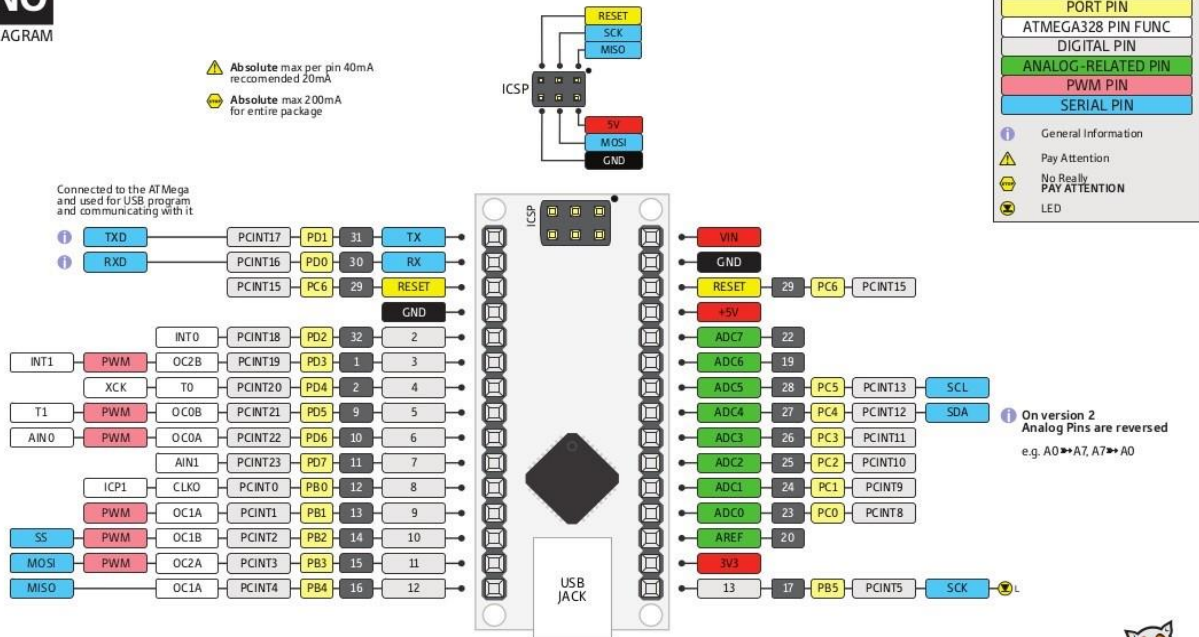 NO
AGRAM
Absolute max per pin 40mA
reccomended 20mA
Absolute max 200mA
for entire package
RESET
SCK
MISO
ICSP
5V
MOSI
GND
PORT PIN
ATMEGA328 PIN FUNC
DIGITAL PIN
ANALOG-RELATED PIN
PWM PIN
SERIAL PIN
General Information
Pay Attention
No Really
PAY ATTENTION
LED
Connected to the ATMega
and used for USB program
and communicating with it
ICSP
TXD PCINT17 PD1 31 TX
RXD PCINT16 PD0 30 RX
PCINT15 PC6 29 RESET
GND
INT0 PCINT18 PD2 32 2
INT1 PWM OC2B PCINT19 PD3 1 3
XCK T0 PCINT20 PD4 2 4
T1 PWM OC0B PCINT21 PD5 9 5
AIN0 PWM OC0A PCINT22 PD6 10 6
AIN1 PCINT23 PD7 11 7
ICP1 CLKO PCINT0 PB0 12 8
PWM OC1A PCINT1 PB1 13 9
SS PWM OC1B PCINT2 PB2 14 10
MOSI PWM OC2A PCINT3 PB3 15 11
MISO OC1A PCINT4 PB4 16 12
VIN
GND
RESET 29 PC6 PCINT15
+5V
ADC7 22
ADC6 19
ADC5 28 PC5 PCINT13 SCL
ADC4 27 PC4 PCINT12 SDA
ADC3 26 PC3 PCINT11
ADC2 25 PC2 PCINT10
ADC1 24 PC1 PCINT9
ADC0 23 PC0 PCINT8
AREF 20
3V3
13 17 PB5 PCINT5 SCK L
On version 2
Analog Pins are reversed
e.g. A0➳A7, A7➳A0
USB
JACK